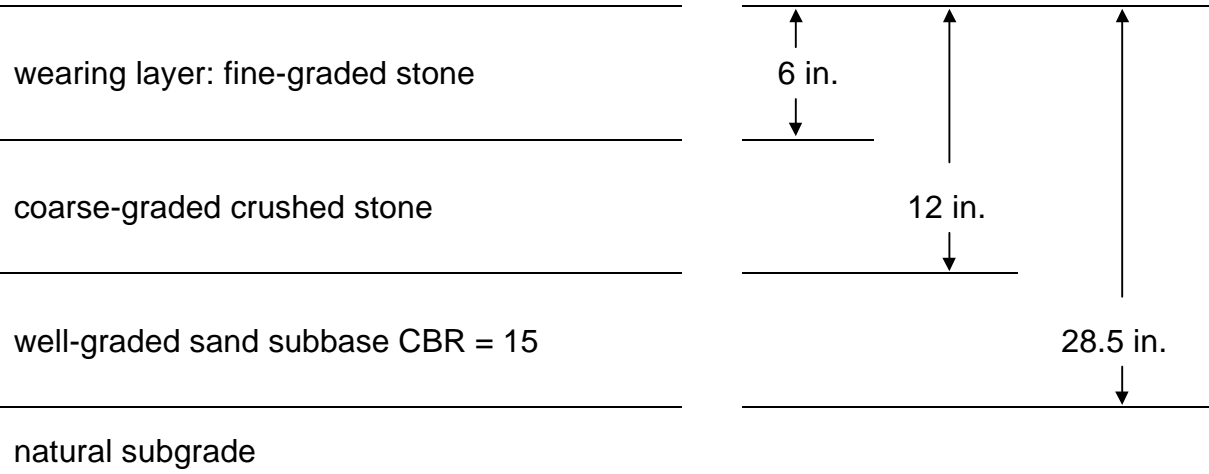 wearing layer: fine-graded stone
6 in.
coarse-graded crushed stone
12 in.
well-graded sand subbase CBR = 15
28.5 in.
natural subgrade